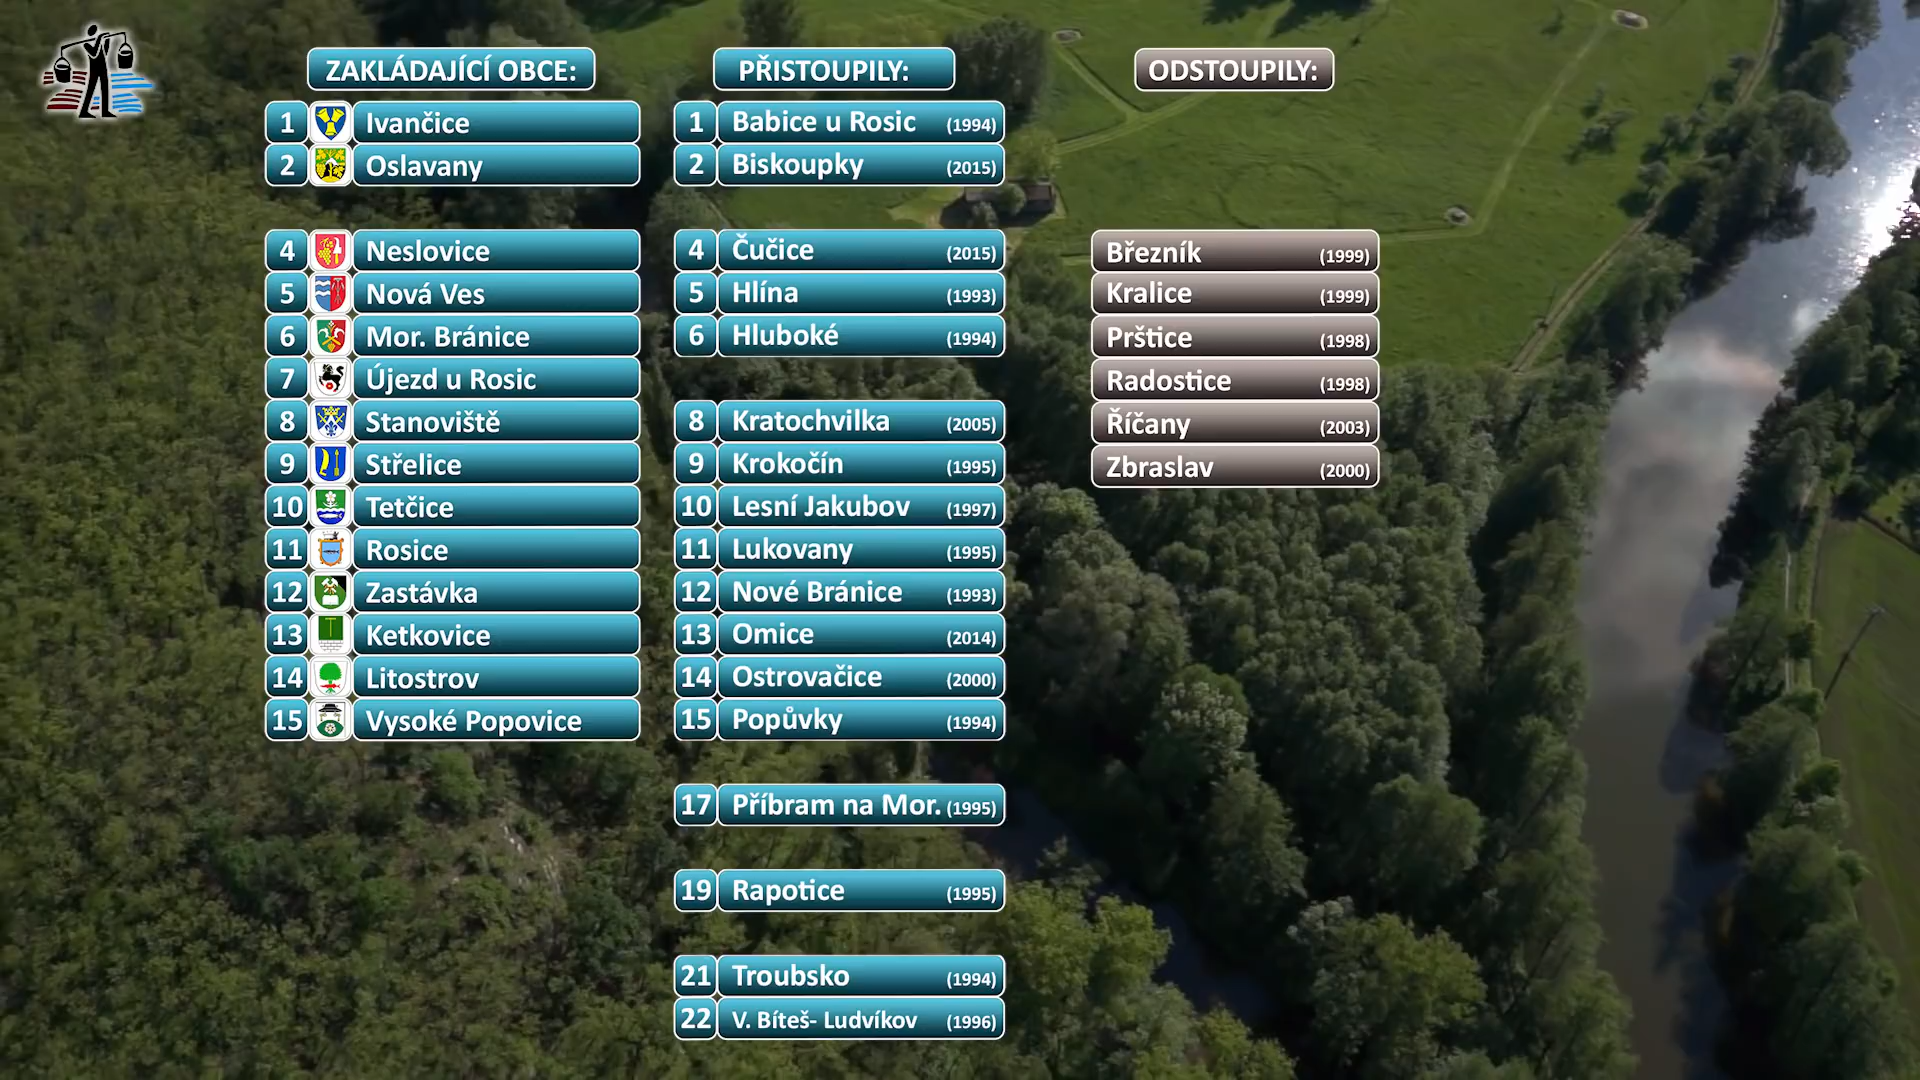 ZAKLÁDAJÍCÍ OBCE:
1 Ivančice
2 Oslavany
4 Neslovice
5 Nová Ves
6 Mor. Bránice
7 Újezd u Rosic
8 Stanoviště
9 Střelice
10 Tetčice
11 Rosice
12 Zastávka
13 Ketkovice
14 Litostrov
15 Vysoké Popovice
PŘISTOUPILY:
1 Babice u Rosic (1994)
2 Biskoupky (2015)
4 Čučice (2015)
5 Hlína (1993)
6 Hluboké (1994)
8 Kratochvilka (2005)
9 Krokočín (1995)
10 Lesní Jakubov (1997)
11 Lukovany (1995)
12 Nové Bránice (1993)
13 Omice (2014)
14 Ostrovačice (2000)
15 Popůvky (1994)
17 Příbram na Mor. (1995)
19 Rapotice (1995)
21 Troubsko (1994)
22 V. Bíteš- Ludvíkov (1996)
ODSTOUPILY:
Březník (1999)
Kralice (1999)
Prštice (1998)
Radostice (1998)
Říčany (2003)
Zbraslav (2000)